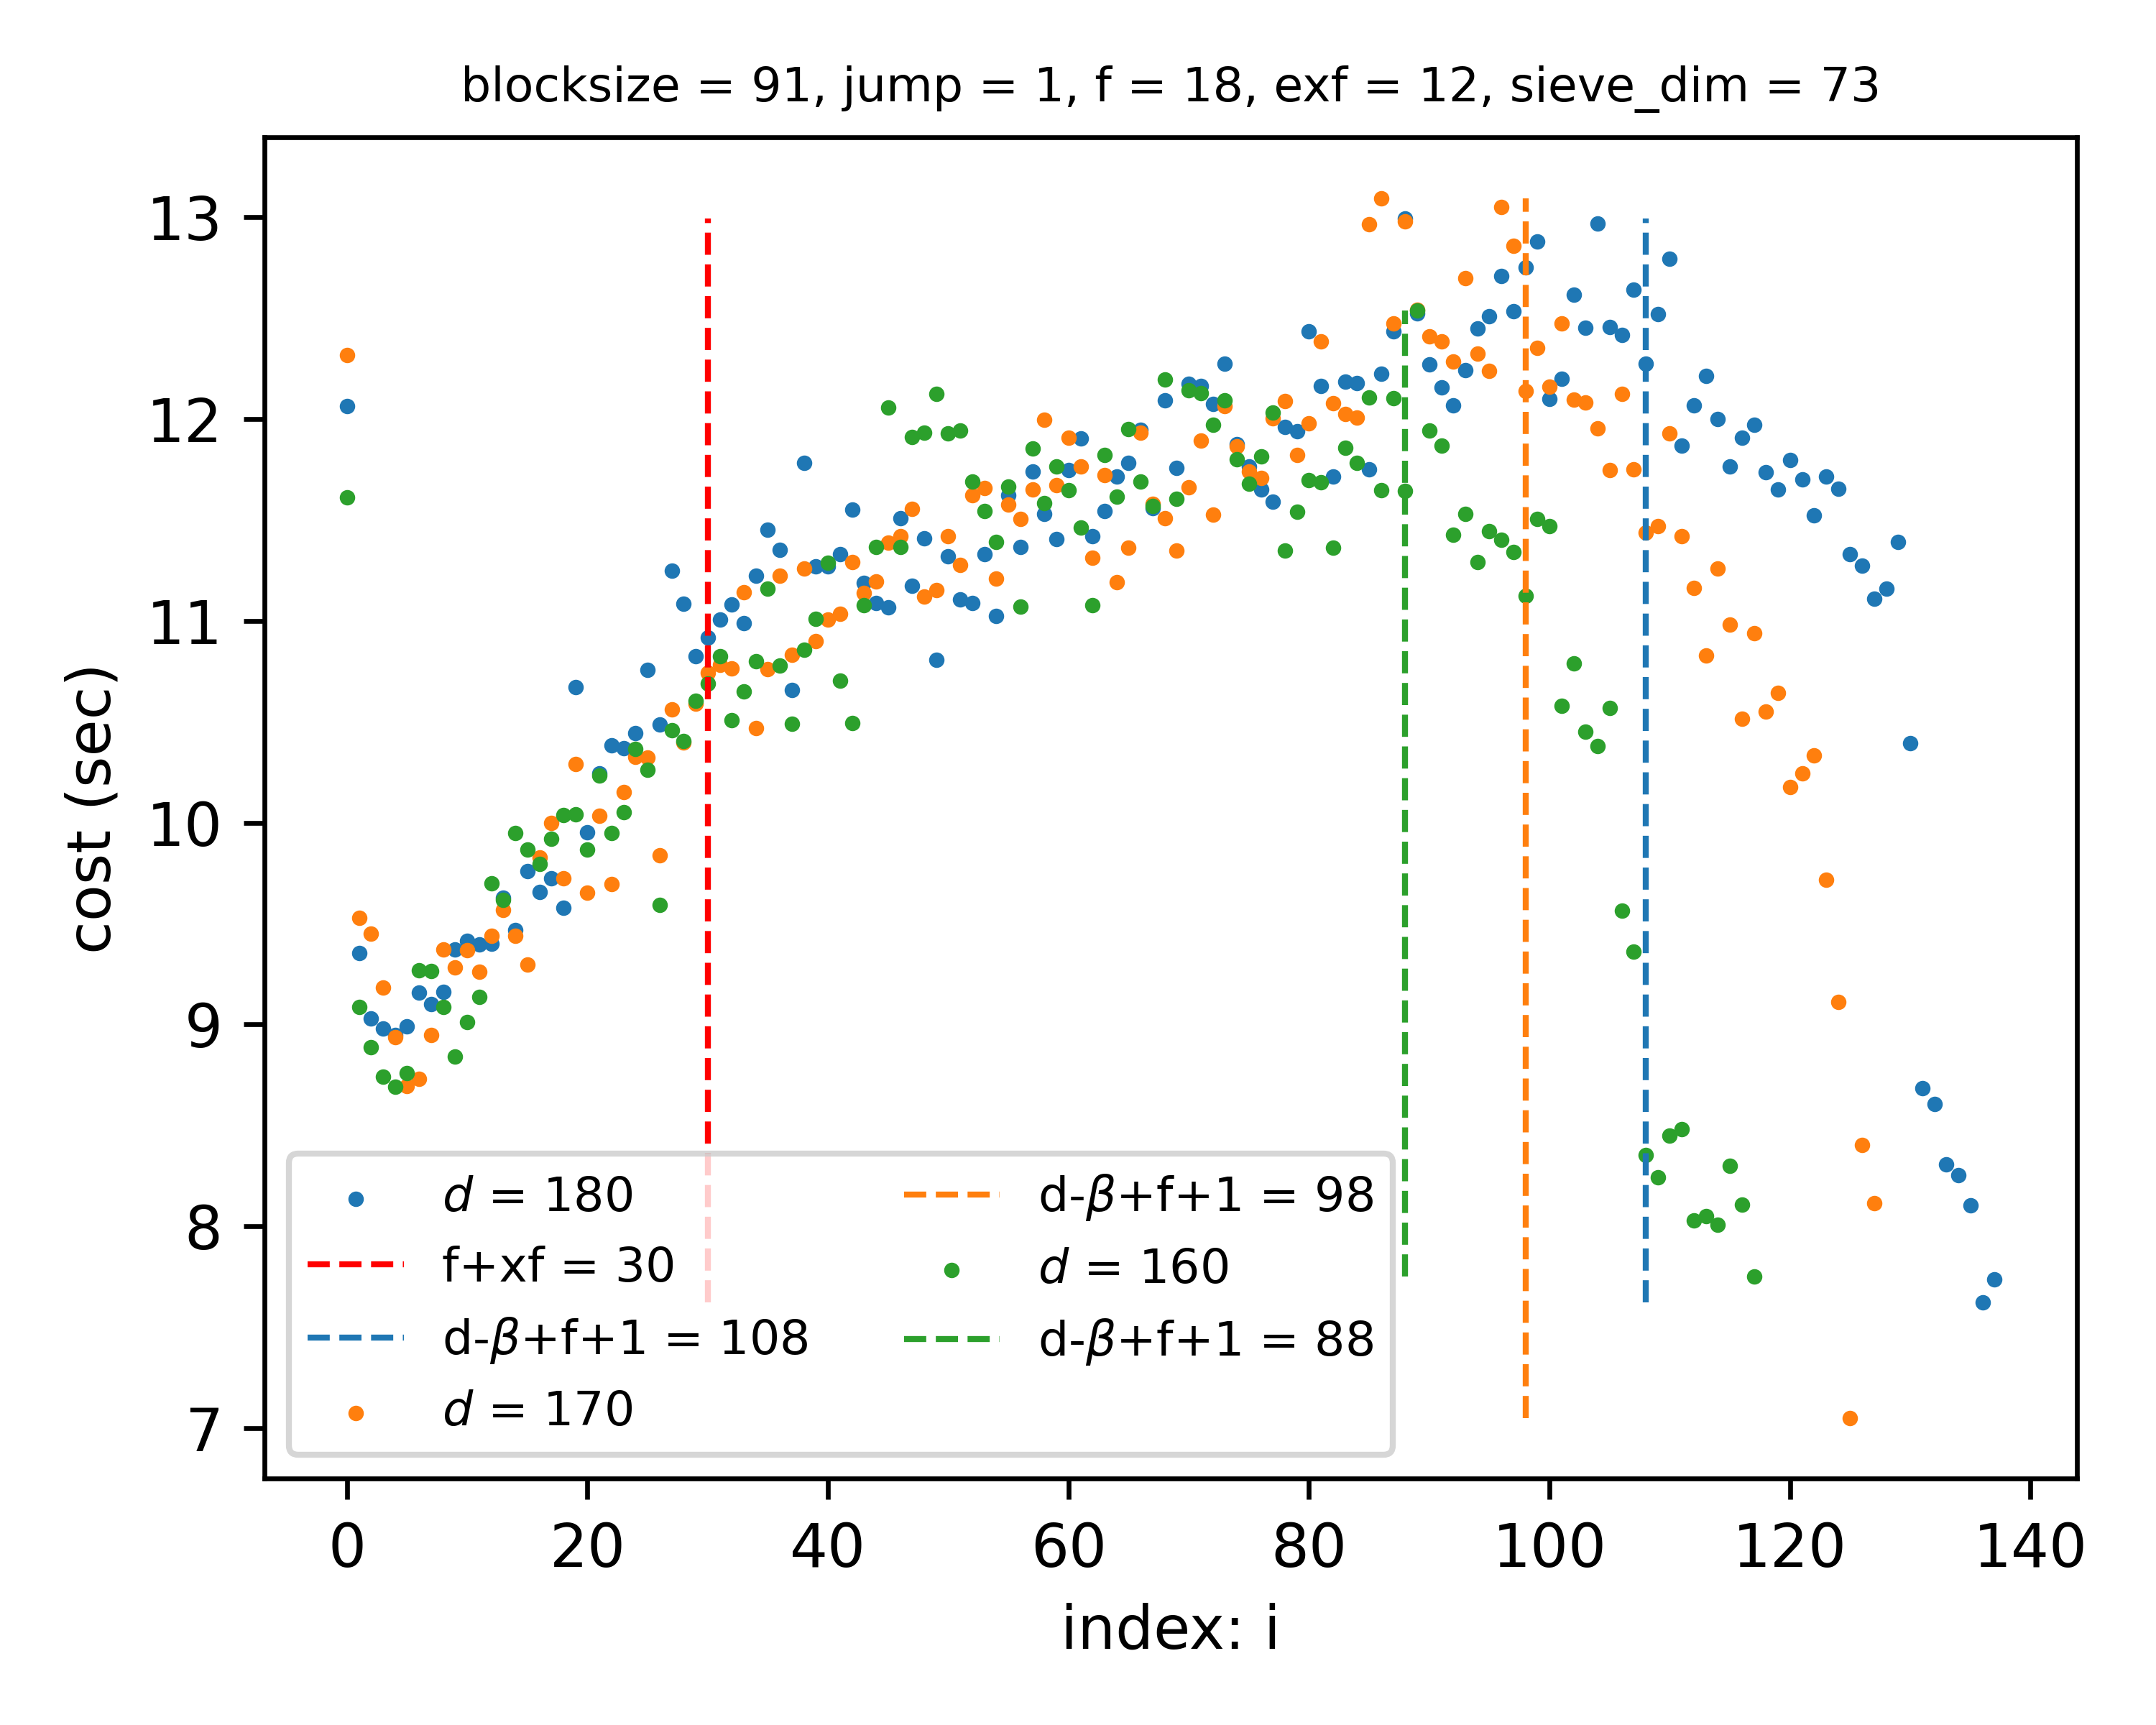 blocksize = 91, jump = 1, f = 18, exf = 12, sieve_dim = 73
13
12
11
10
9
8
7
cost (sec)
d = 180
f+xf = 30
d-β+f+1 = 108
d = 170
d-β+f+1 = 98
d = 160
d-β+f+1 = 88
0 20 40 60 80 100 120 140
index: i